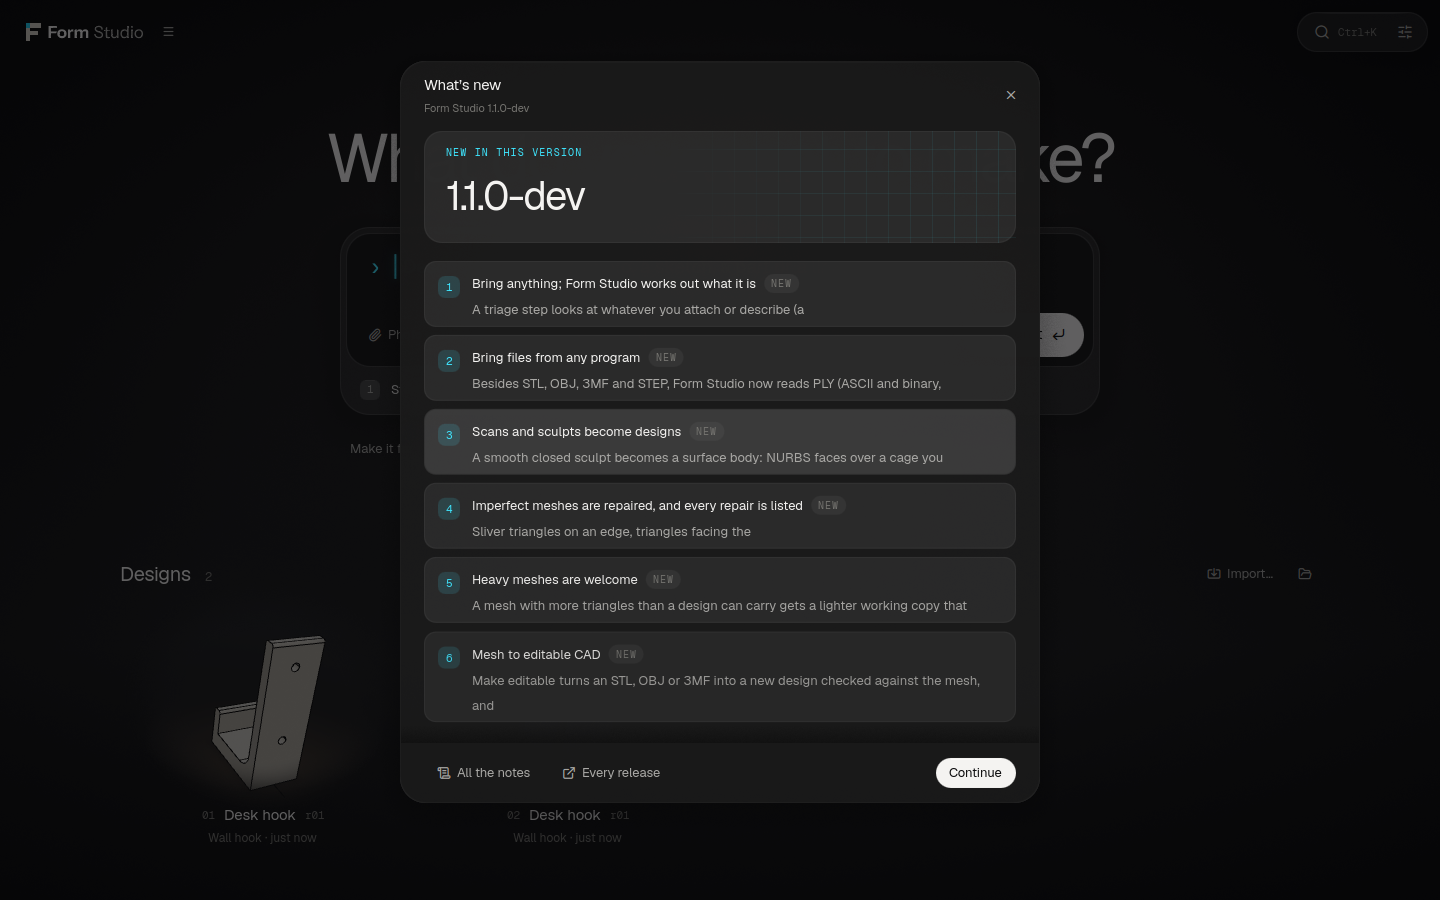 Form Studio
Ctrl+K
What's new
Form Studio 1.1.0-dev
NEW IN THIS VERSION
1.1.0-dev
1 Bring anything; Form Studio works out what it is NEW
A triage step looks at whatever you attach or describe (a
2 Bring files from any program NEW
Besides STL, OBJ, 3MF and STEP, Form Studio now reads PLY (ASCII and binary,
3 Scans and sculpts become designs NEW
A smooth closed sculpt becomes a surface body: NURBS faces over a cage you
4 Imperfect meshes are repaired, and every repair is listed NEW
Sliver triangles on an edge, triangles facing the
5 Heavy meshes are welcome NEW
A mesh with more triangles than a design can carry gets a lighter working copy that
6 Mesh to editable CAD NEW
Make editable turns an STL, OBJ or 3MF into a new design checked against the mesh,
and
All the notes
Every release
Continue
1
Make it
Designs 2
Import...
01 Desk hook r01
Wall hook · just now
02 Desk hook r01
Wall hook · just now